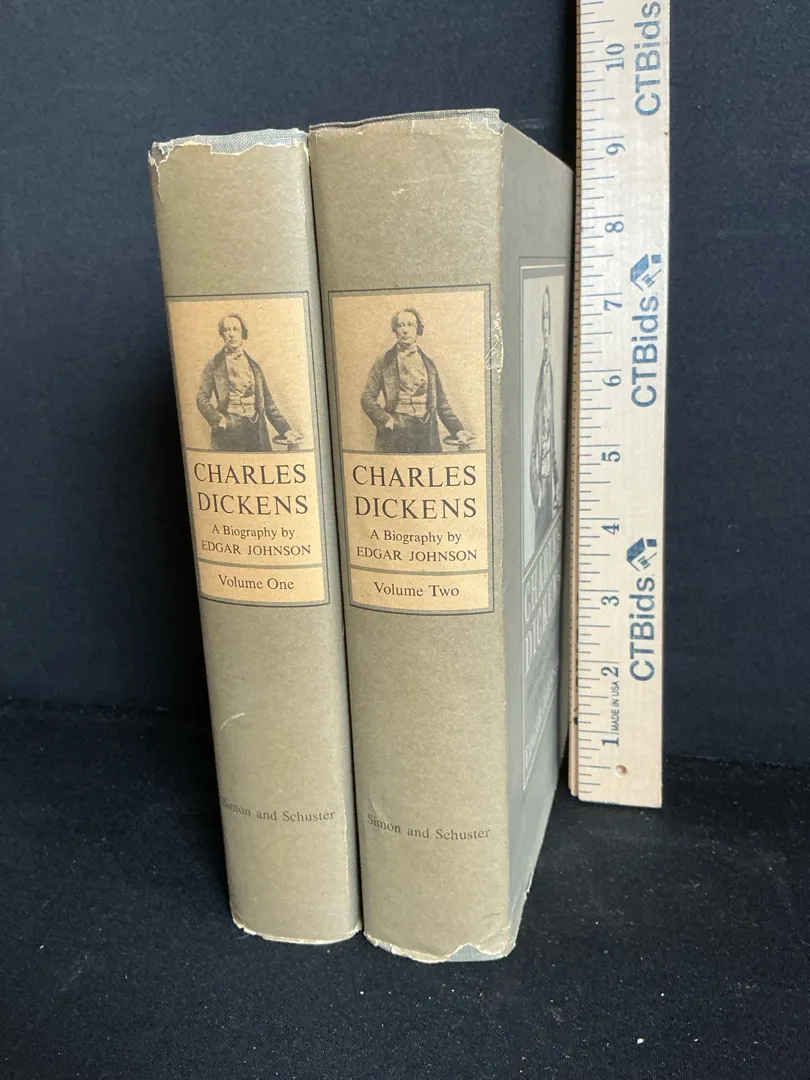 CHARLES
DICKENS
A Biography by
EDGAR JOHNSON
Volume One
Simon and Schuster
CHARLES
DICKENS
A Biography by
EDGAR JOHNSON
Volume Two
Simon and Schuster
CHARLES
DICKENS
10
9
8
7
6
5
4
3
2
1
MADE IN USA
CTBids
CTBids
CTBids